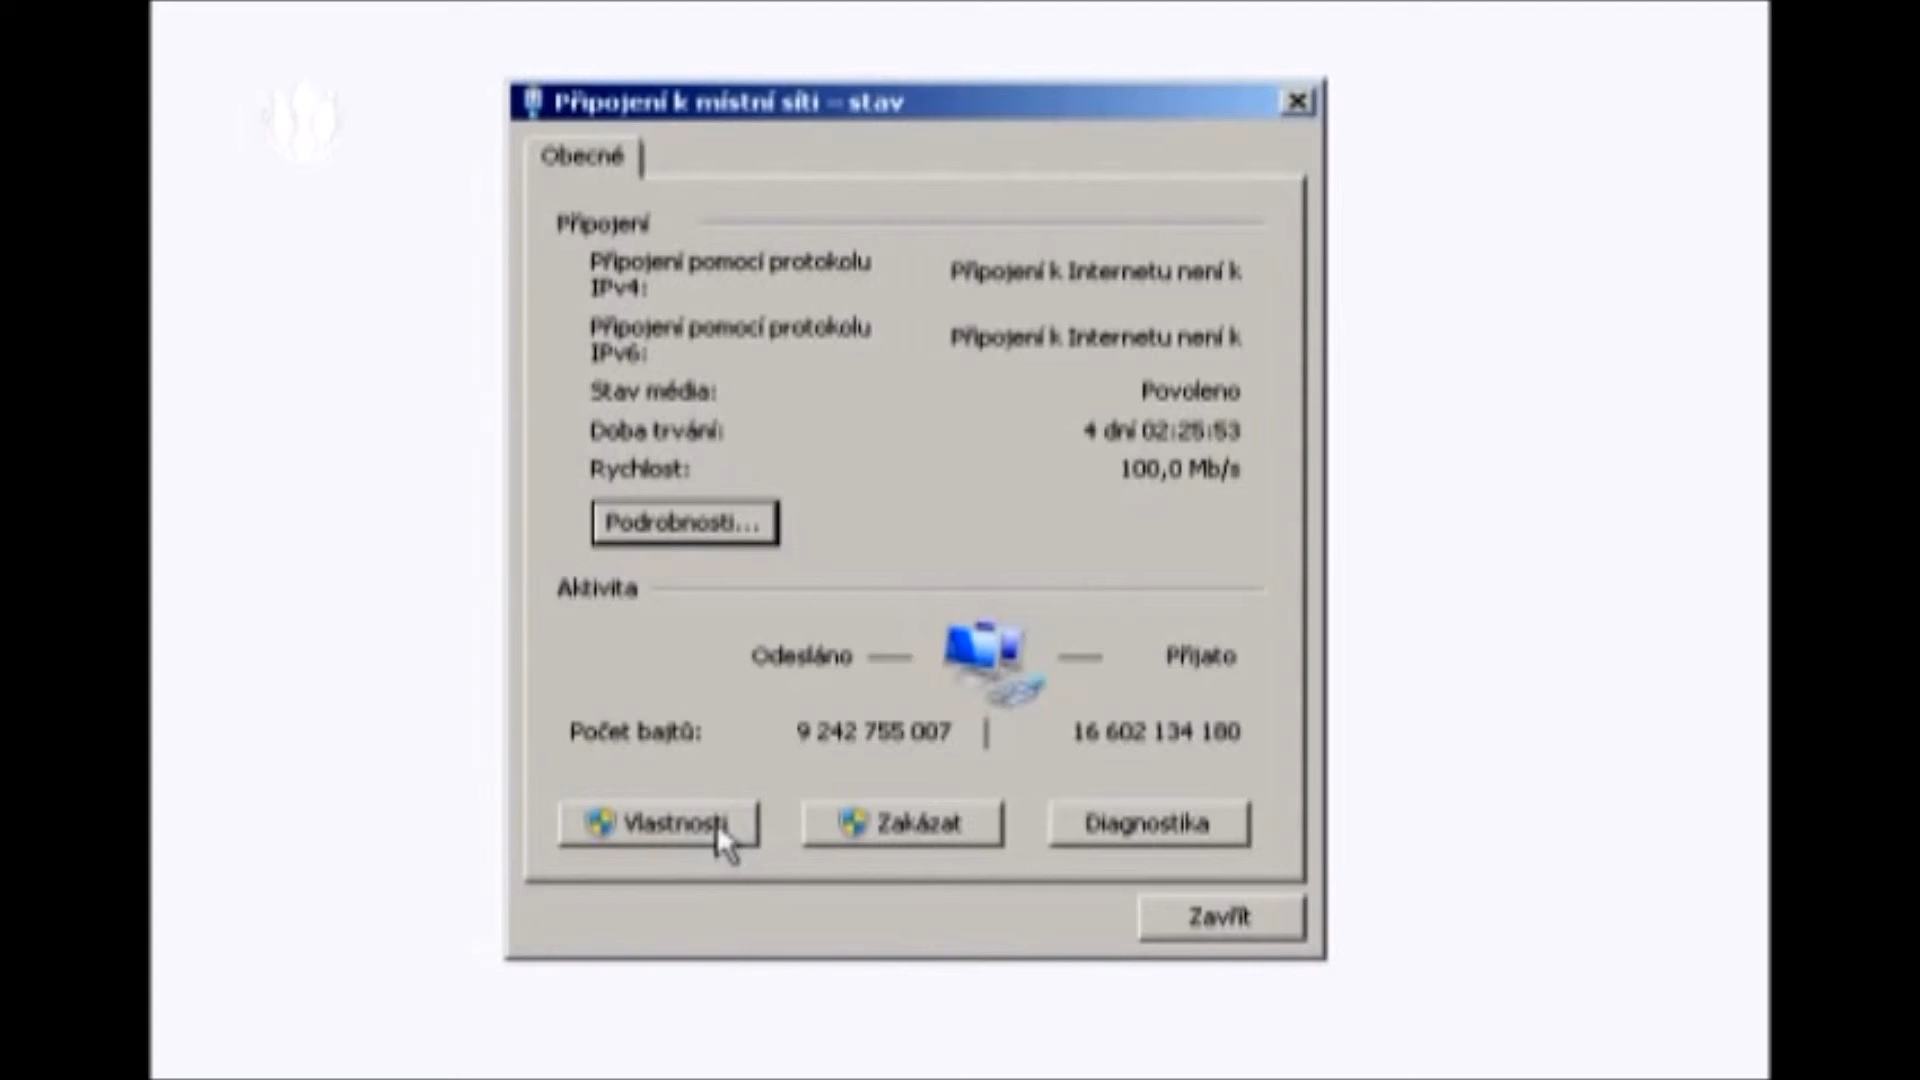 Připojení k místní síti – stav
Obecné
Připojení
Připojení pomocí protokolu
IPv4:
Připojení k Internetu není k
Připojení pomocí protokolu
IPv6:
Připojení k Internetu není k
Stav média: Povoleno
Doba trvání: 4 dní 02:25:53
Rychlost: 100,0 Mb/s
Podrobnosti...
Aktivita
Odesláno — — Přijato
Počet bajtů: 9 242 755 007 | 16 602 134 180
Vlastnosti Zakázat Diagnostika
Zavřít